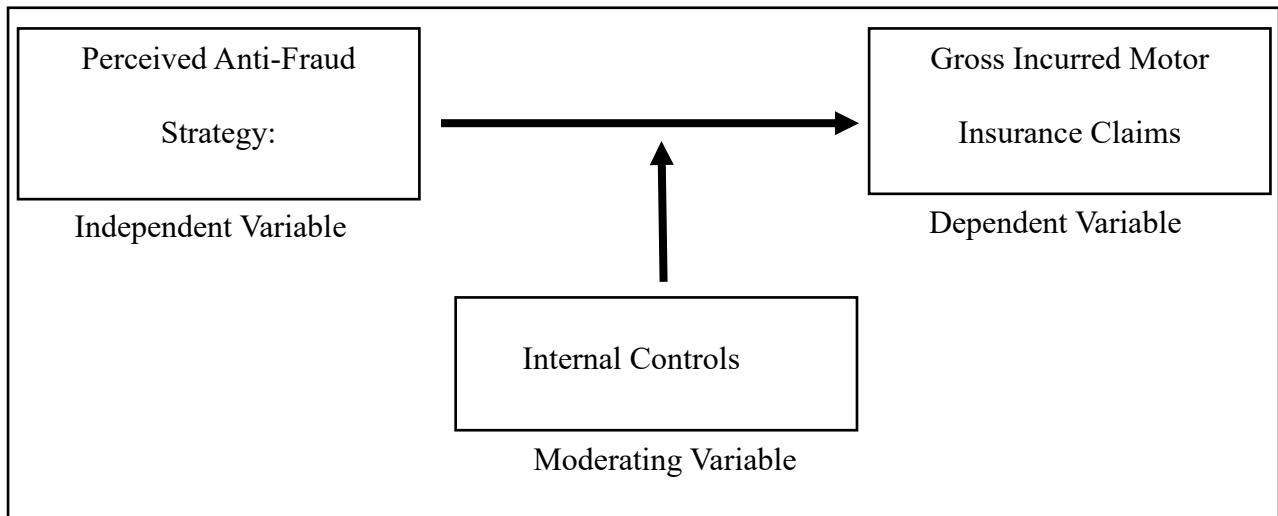 Perceived Anti-Fraud
Strategy:
Independent Variable
Gross Incurred Motor
Insurance Claims
Dependent Variable
Internal Controls
Moderating Variable